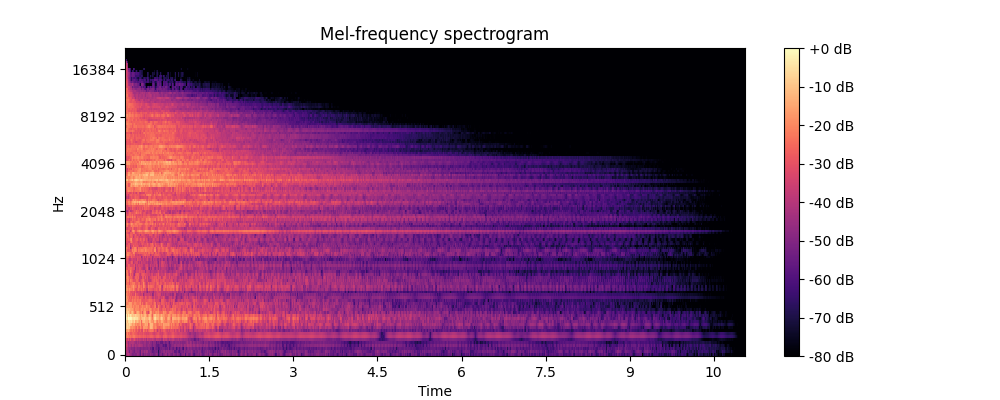 Mel-frequency spectrogram
Hz
16384
8192
4096
2048
1024
512
0
0 1.5 3 4.5 6 7.5 9 10
Time
+0 dB
-10 dB
-20 dB
-30 dB
-40 dB
-50 dB
-60 dB
-70 dB
-80 dB